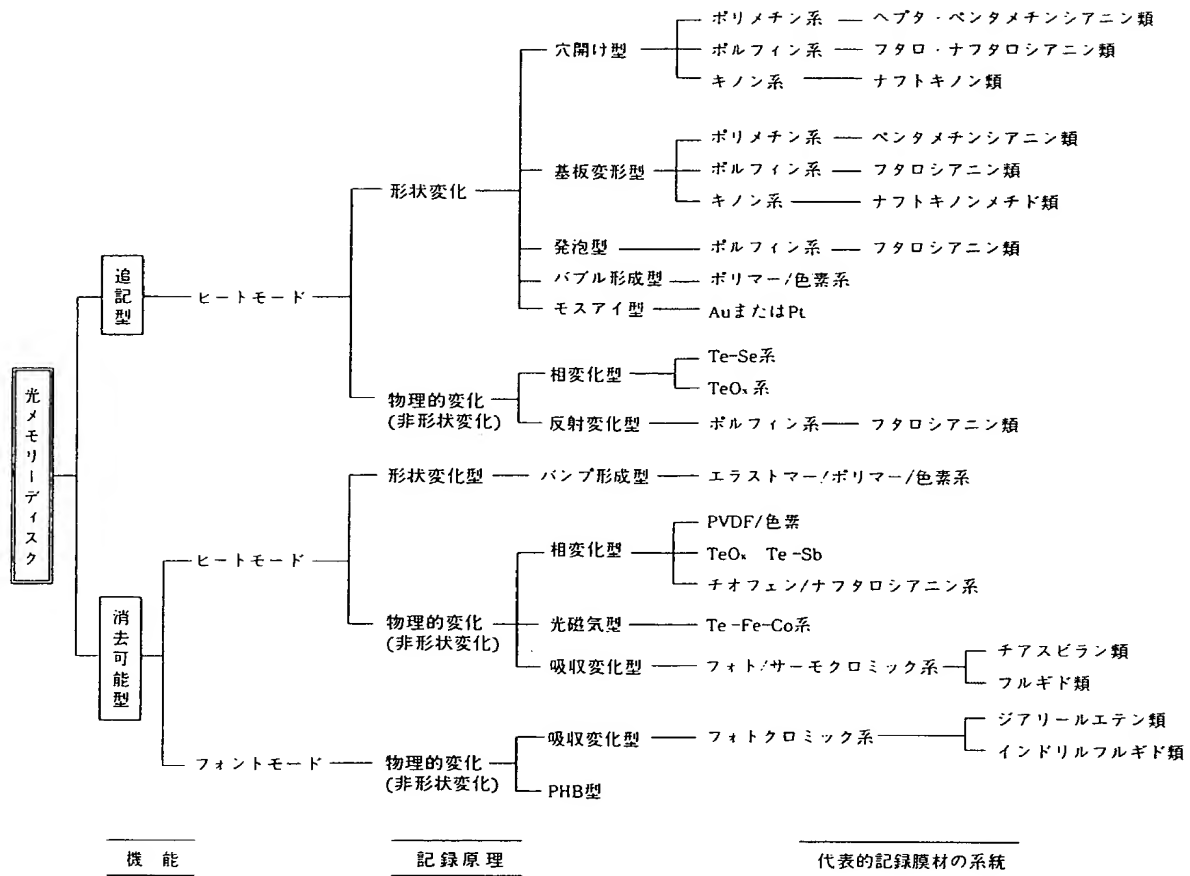 光メモリーディスク
追記型
ヒートモード
形状変化
穴開け型
ポリメチン系
ヘプタ・ペンタメチンシアニン類
ポルフィン系
フタロ・ナフタロシアニン類
キノン系
ナフトキノン類
基板変形型
ポリメチン系
ペンタメチンシアニン類
ポルフィン系
フタロシアニン類
キノン系
ナフトキノンメチド類
発泡型
ポルフィン系
フタロシアニン類
バブル形成型
ポリマー/色素系
モスアイ型
AuまたはPt
物理的変化
(非形状変化)
相変化型
Te-Se系
TeOx系
反射変化型
ポルフィン系
フタロシアニン類
消去可能型
ヒートモード
形状変化型
バンプ形成型
エラストマー/ポリマー/色素系
物理的変化
(非形状変化)
相変化型
PVDF/色素
TeOx Te-Sb
チオフェン/ナフタロシアニン系
光磁気型
Te-Fe-Co系
吸収変化型
フォト/サーモクロミック系
チアスピラン類
フルギド類
フォントモード
物理的変化
(非形状変化)
吸収変化型
フォトクロミック系
ジアリールエテン類
インドリルフルギド類
PHB型
機能
記録原理
代表的記録膜材の系統